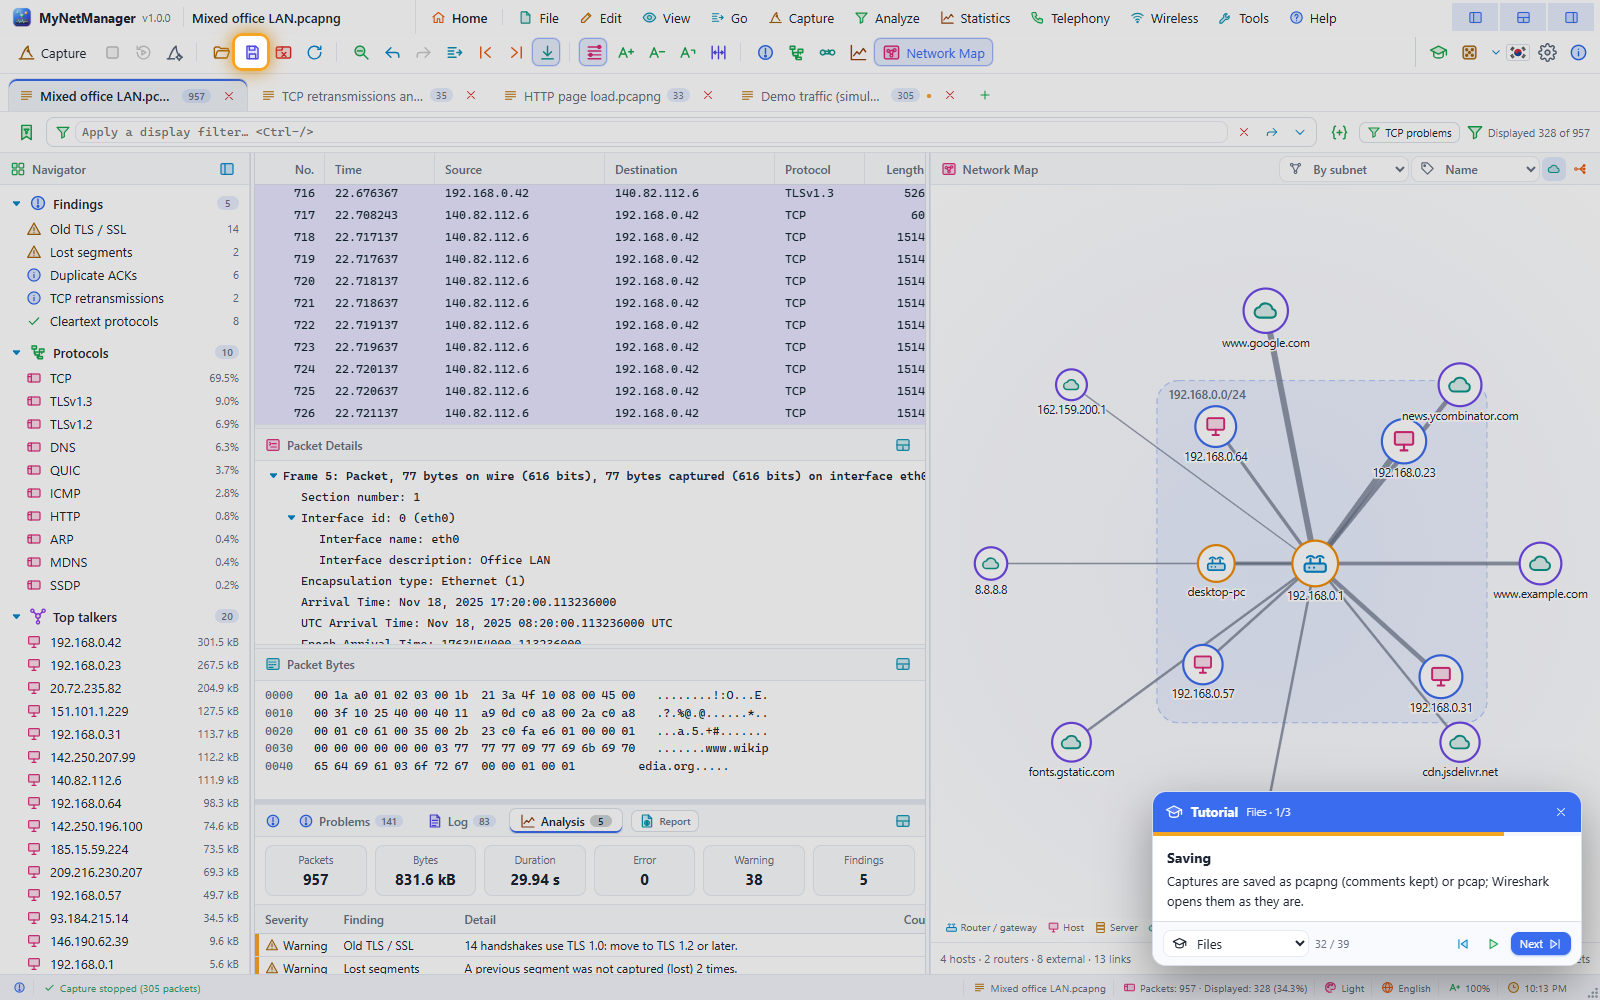 MyNetManager v1.0.0 Mixed office LAN.pcapng Home File Edit View Go Capture Analyze Statistics Telephony Wireless Tools Help
Capture A+ A- A Network Map
Mixed office LAN.pc... 957 TCP retransmissions an... 35 HTTP page load.pcapng 33 Demo traffic (simul... 305
Apply a display filter… <Ctrl-/> TCP problems Displayed 328 of 957
Navigator
Findings 5
Old TLS / SSL 14
Lost segments 2
Duplicate ACKs 6
TCP retransmissions 2
Cleartext protocols 8
Protocols 10
TCP 69.5%
TLSv1.3 9.0%
TLSv1.2 6.9%
DNS 6.3%
QUIC 3.7%
ICMP 2.8%
HTTP 0.8%
ARP 0.4%
MDNS 0.4%
SSDP 0.2%
Top talkers 20
192.168.0.42 301.5 kB
192.168.0.23 267.5 kB
20.72.235.82 204.9 kB
151.101.1.229 127.5 kB
192.168.0.31 113.7 kB
142.250.207.99 112.2 kB
140.82.112.6 111.9 kB
192.168.0.64 98.3 kB
142.250.196.100 74.6 kB
185.15.59.224 73.5 kB
209.216.230.207 69.3 kB
192.168.0.57 49.7 kB
93.184.215.14 34.5 kB
146.190.62.39 9.6 kB
192.168.0.1 5.6 kB
No. Time Source Destination Protocol Length
716 22.676367 192.168.0.42 140.82.112.6 TLSv1.3 526
717 22.708243 140.82.112.6 192.168.0.42 TCP 60
718 22.717137 140.82.112.6 192.168.0.42 TCP 1514
719 22.717637 140.82.112.6 192.168.0.42 TCP 1514
720 22.718137 140.82.112.6 192.168.0.42 TCP 1514
721 22.718637 140.82.112.6 192.168.0.42 TCP 1514
722 22.719137 140.82.112.6 192.168.0.42 TCP 1514
723 22.719637 140.82.112.6 192.168.0.42 TCP 1514
724 22.720137 140.82.112.6 192.168.0.42 TCP 1514
725 22.720637 140.82.112.6 192.168.0.42 TCP 1514
726 22.721137 140.82.112.6 192.168.0.42 TCP 1514
Packet Details
Frame 5: Packet, 77 bytes on wire (616 bits), 77 bytes captured (616 bits) on interface eth0
Section number: 1
Interface id: 0 (eth0)
Interface name: eth0
Interface description: Office LAN
Encapsulation type: Ethernet (1)
Arrival Time: Nov 18, 2025 17:20:00.113236000
UTC Arrival Time: Nov 18, 2025 08:20:00.113236000 UTC
Epoch Arrival Time: 1763454000.113236000
Packet Bytes
0000 00 1a a0 01 02 03 00 1b 21 3a 4f 10 08 00 45 00 ........!:O...E.
0010 00 3f 10 25 40 00 40 11 a9 0d c0 a8 00 2a c0 a8 .?.%@.@......*..
0020 00 01 c0 61 00 35 00 2b 23 c0 fa e6 01 00 00 01 ...a.5.+#.......
0030 00 00 00 00 00 00 03 77 77 77 09 77 69 6b 69 70 .......www.wikip
0040 65 64 69 61 03 6f 72 67 00 00 01 00 01 edia.org.....
Problems 141 Log 83 Analysis 5 Report
Packets Bytes Duration Error Warning Findings
957 831.6 kB 29.94 s 0 38 5
Severity Finding Detail Cou
Warning Old TLS / SSL 14 handshakes use TLS 1.0: move to TLS 1.2 or later.
Warning Lost segments A previous segment was not captured (lost) 2 times.
Network Map By subnet Name
www.google.com
162.159.200.1
192.168.0.0/24
news.ycombinator.com
192.168.0.64
192.168.0.23
8.8.8.8
desktop-pc
192.168.0.1
www.example.com
192.168.0.57
192.168.0.31
fonts.gstatic.com
cdn.jsdelivr.net
Router / gateway Host Server
4 hosts · 2 routers · 8 external · 13 links
Tutorial Files · 1/3
Saving
Captures are saved as pcapng (comments kept) or pcap; Wireshark
opens them as they are.
Files 32 / 39 Next
Capture stopped (305 packets) Mixed office LAN.pcapng Packets: 957 · Displayed: 328 (34.3%) Light English A+ 100% 10:13 PM